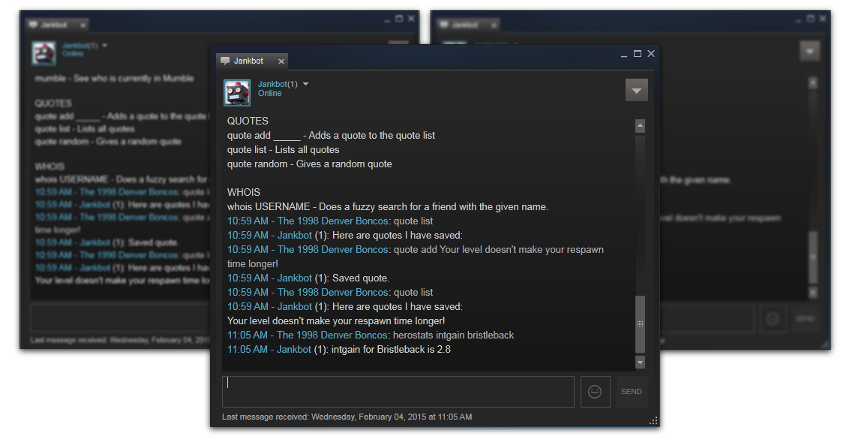 Jankbot
Jankbot(1)
Online
mumble - See who is currently in Mumble
QUOTES
quote add _____ - Adds a quote to the quote l
quote list - Lists all quotes
quote random - Gives a random quote
WHOIS
whois USERNAME - Does a fuzzy search for
10:59 AM - The 1998 Denver Boncos: quote li
10:59 AM - Jankbot (1): Here are quotes I hav
10:59 AM - The 1998 Denver Boncos: quote a
time longer!
10:59 AM - Jankbot (1): Saved quote.
10:59 AM - The 1998 Denver Boncos: quote li
10:59 AM - Jankbot (1): Here are quotes I hav
Your level doesn't make your respawn time lon
Last message received: Wednesday, February 04, 2015
Jankbot
Jankbot(1)
Online
QUOTES
quote add _____ - Adds a quote to the quote list
quote list - Lists all quotes
quote random - Gives a random quote
WHOIS
whois USERNAME - Does a fuzzy search for a friend with the given name.
10:59 AM - The 1998 Denver Boncos: quote list
10:59 AM - Jankbot (1): Here are quotes I have saved:
10:59 AM - The 1998 Denver Boncos: quote add Your level doesn't make your respawn
time longer!
10:59 AM - Jankbot (1): Saved quote.
10:59 AM - The 1998 Denver Boncos: quote list
10:59 AM - Jankbot (1): Here are quotes I have saved:
Your level doesn't make your respawn time longer!
11:05 AM - The 1998 Denver Boncos: herostats intgain bristleback
11:05 AM - Jankbot (1): intgain for Bristleback is 2.8
SEND
Last message received: Wednesday, February 04, 2015 at 11:05 AM
Jankbot
th the given name.
level doesn't make your respawn
SEND